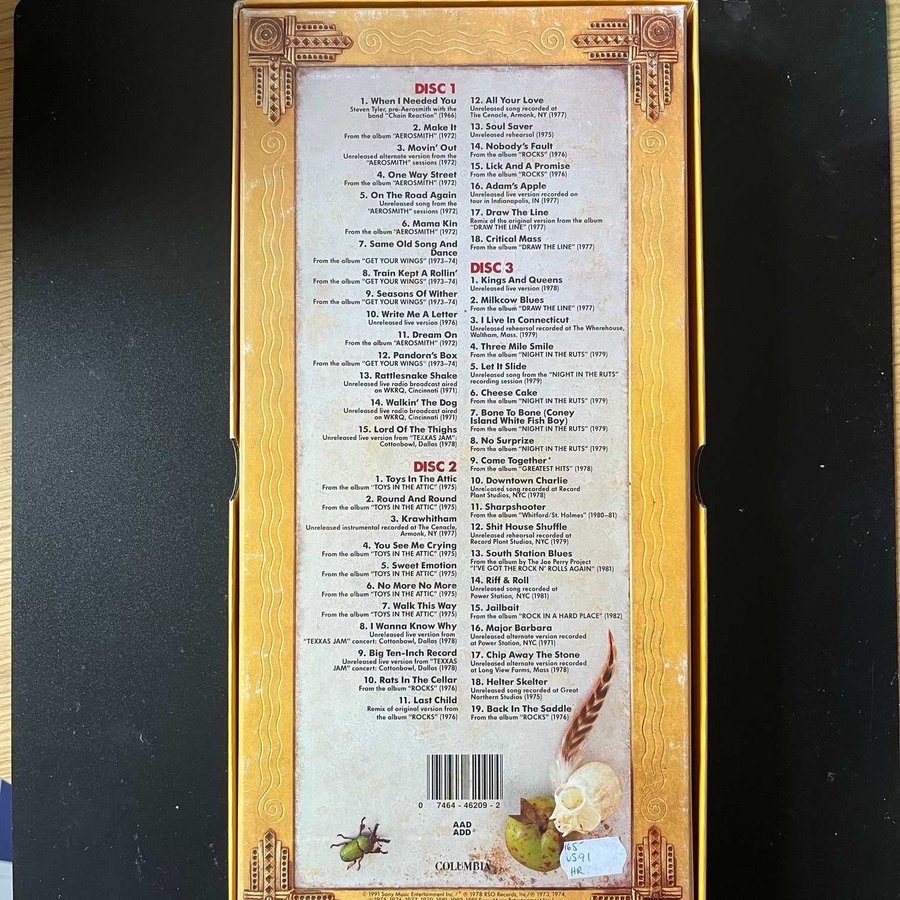 DISC 1
1. When I Needed You
Steven Tyler, pre-Aerosmith with the
band "Chain Reaction" (1966)
2. Make It
From the album "AEROSMITH" (1972)
3. Movin' Out
Unreleased alternate version from the
"AEROSMITH" sessions (1972)
4. One Way Street
From the album "AEROSMITH" (1972)
5. On The Road Again
Unreleased song from the
"AEROSMITH" sessions (1972)
6. Mama Kin
From the album "AEROSMITH" (1972)
7. Same Old Song And
Dance
From the album "GET YOUR WINGS" (1973-74)
8. Train Kept A Rollin'
From the album "GET YOUR WINGS" (1973-74)
9. Seasons Of Wither
From the album "GET YOUR WINGS" (1973-74)
10. Write Me A Letter
Unreleased live version (1976)
11. Dream On
From the album "AEROSMITH" (1972)
12. Pandora's Box
From the album "GET YOUR WINGS" (1973-74)
13. Rattlesnake Shake
Unreleased live radio broadcast aired
on WKRQ, Cincinnati (1971)
14. Walkin' The Dog
Unreleased live radio broadcast aired
on WKRQ, Cincinnati (1971)
15. Lord Of The Thighs
Unreleased live version from "TEXXAS JAM":
Cottonbowl, Dallas (1978)
DISC 2
1. Toys In The Attic
From the album "TOYS IN THE ATTIC" (1975)
2. Round And Round
From the album "TOYS IN THE ATTIC" (1975)
3. Krawhitham
Unreleased instrumental recorded at The Cenacle,
Armonk, NY (1977)
4. You See Me Crying
From the album "TOYS IN THE ATTIC" (1975)
5. Sweet Emotion
From the album "TOYS IN THE ATTIC" (1975)
6. No More No More
From the album "TOYS IN THE ATTIC" (1975)
7. Walk This Way
From the album "TOYS IN THE ATTIC" (1975)
8. I Wanna Know Why
Unreleased live version from
"TEXXAS JAM" concert: Cottonbowl, Dallas (1978)
9. Big Ten-Inch Record
Unreleased live version from "TEXXAS
JAM" concert: Cottonbowl, Dallas (1978)
10. Rats In The Cellar
From the album "ROCKS" (1976)
11. Last Child
Remix of original version from
the album "ROCKS" (1976)
12. All Your Love
Unreleased song recorded at
The Cenacle, Armonk, NY (1977)
13. Soul Saver
Unreleased rehearsal (1975)
14. Nobody's Fault
From the album "ROCKS" (1976)
15. Lick And A Promise
From the album "ROCKS" (1976)
16. Adam's Apple
Unreleased live version recorded on
tour in Indianapolis, IN (1977)
17. Draw The Line
Remix of the original version from the album
"DRAW THE LINE" (1977)
18. Critical Mass
From the album "DRAW THE LINE" (1977)
DISC 3
1. Kings And Queens
Unreleased live version (1978)
2. Milkcow Blues
From the album "DRAW THE LINE" (1977)
3. I Live In Connecticut
Unreleased rehearsal recorded at The Wherehouse,
Waltham, Mass. (1979)
4. Three Mile Smile
From the album "NIGHT IN THE RUTS" (1979)
5. Let It Slide
Unreleased song from the "NIGHT IN THE RUTS"
recording session (1979)
6. Cheese Cake
From the album "NIGHT IN THE RUTS" (1979)
7. Bone To Bone (Coney
Island White Fish Boy)
From the album "NIGHT IN THE RUTS" (1979)
8. No Surprize
From the album "NIGHT IN THE RUTS" (1979)
9. Come Together*
From the album "GREATEST HITS" (1978)
10. Downtown Charlie
Unreleased song recorded at Record
Plant Studios, NYC (1978)
11. Sharpshooter
From the album "Whitford/St. Holmes" (1980-81)
12. Shit House Shuffle
Unreleased rehearsal recorded at
Record Plant Studios, NYC (1979)
13. South Station Blues
From the album by The Joe Perry Project
"I'VE GOT THE ROCK N' ROLLS AGAIN" (1981)
14. Riff & Roll
Unreleased song recorded at
Power Station, NYC (1981)
15. Jailbait
From the album "ROCK IN A HARD PLACE" (1982)
16. Major Barbara
Unreleased alternate version recorded
at Power Station, NYC (1971)
17. Chip Away The Stone
Unreleased alternate version recorded
at Long View Farms, Mass (1978)
18. Helter Skelter
Unreleased song recorded at Great
Northern Studios (1975)
19. Back In The Saddle
From the album "ROCKS" (1976)
0 7464-46209-2
AAD
ADD*
COLUMBIA
165
US91
HR
© 1991 Sony Music Entertainment Inc./* ℗ 1978 RSO Records, Inc./℗ 1973, 1974,